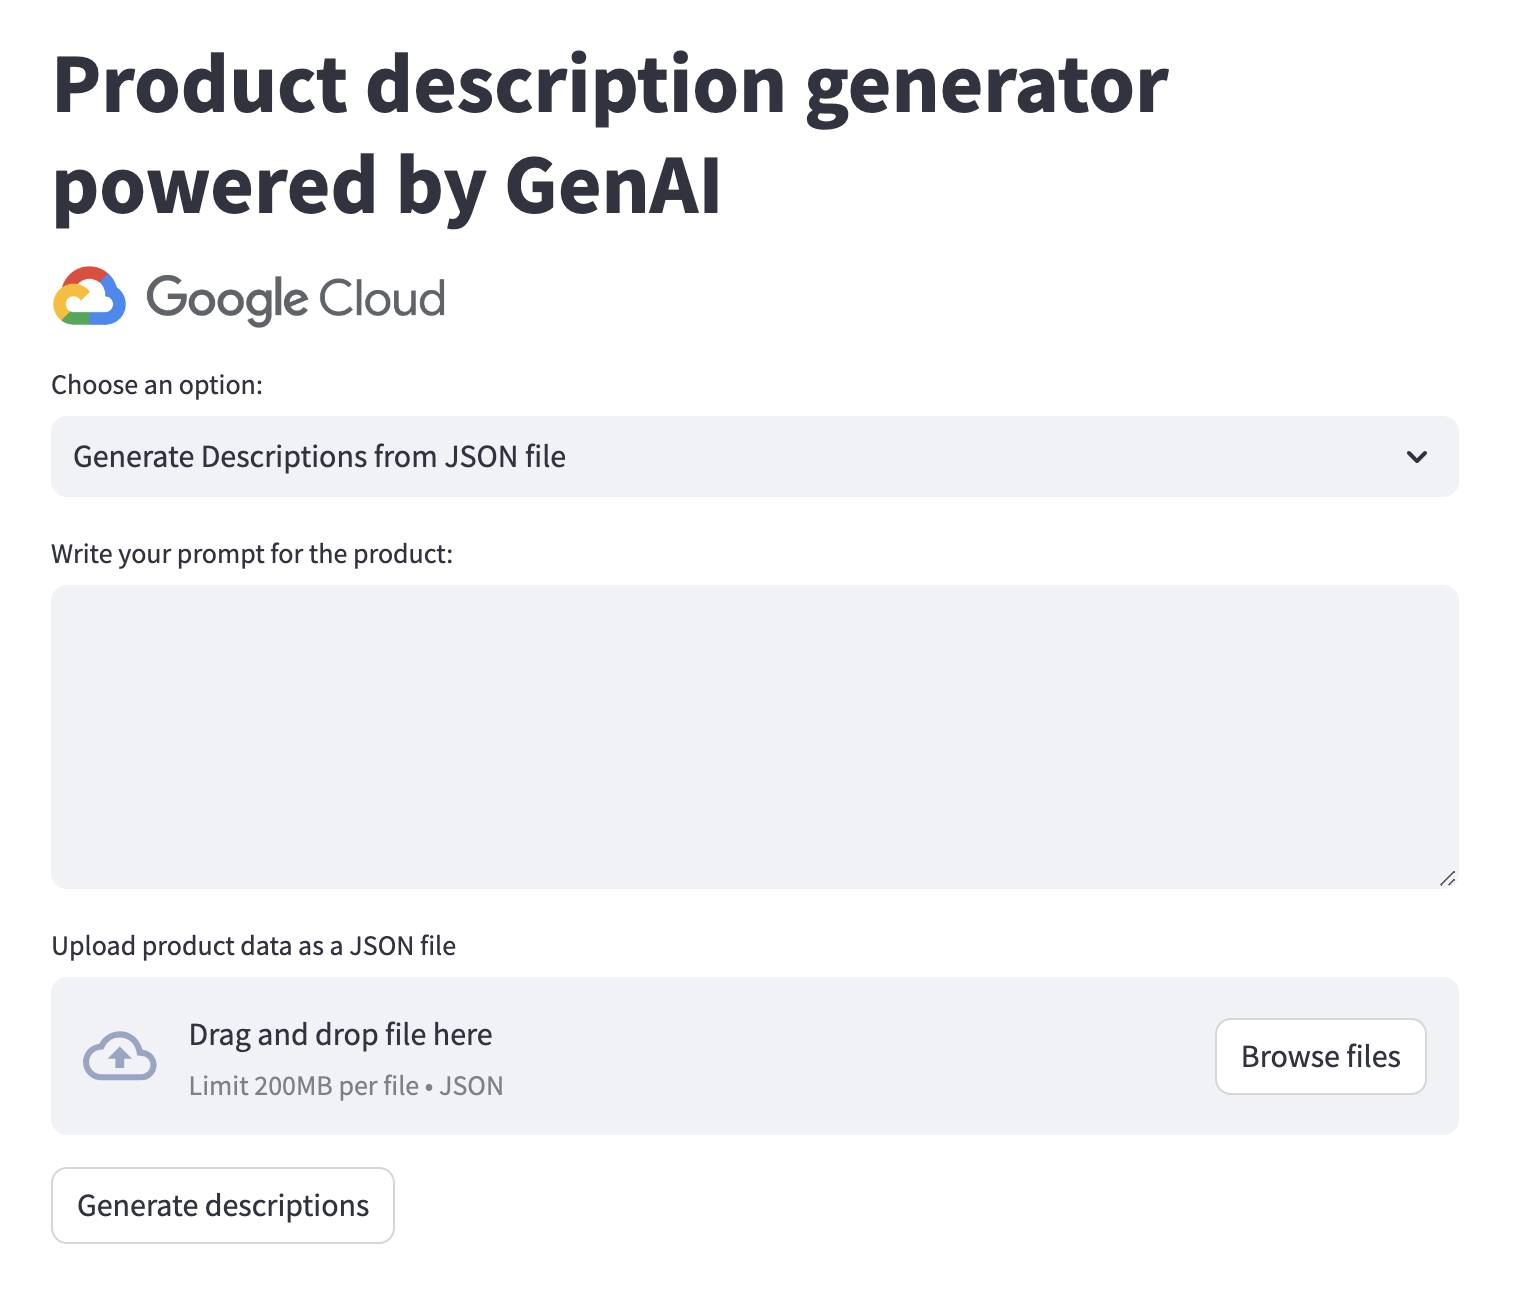 Product description generator
powered by GenAI
Google Cloud
Choose an option:
Generate Descriptions from JSON file
Write your prompt for the product:
Upload product data as a JSON file
Drag and drop file here
Limit 200MB per file • JSON
Browse files
Generate descriptions